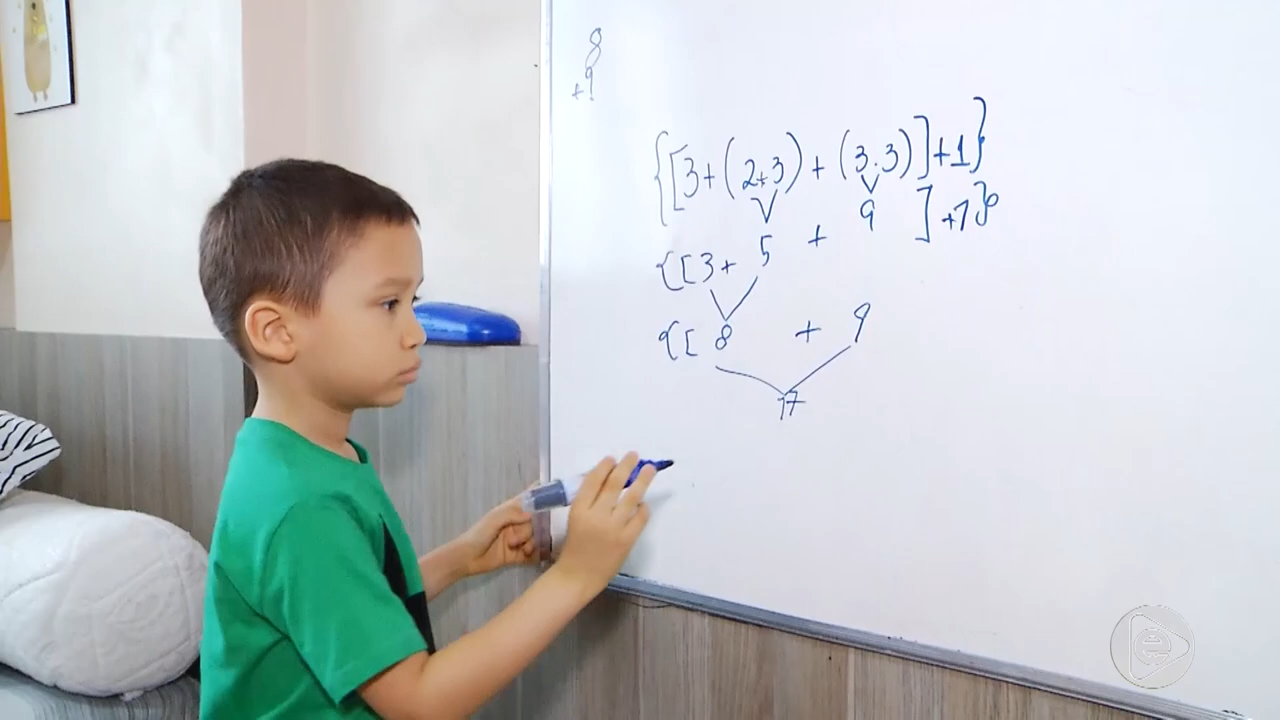 8
+9
{[3+(2+3)+(3.3)]+1}
{[3+ 5 + 9 ]+7}
{[ 8 + 9
17